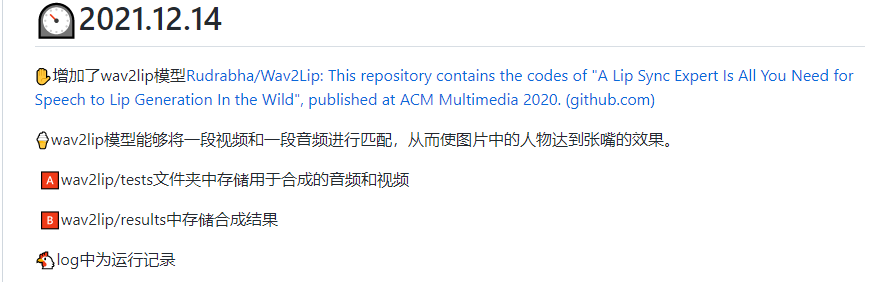 2021.12.14
增加了wav2lip模型Rudrabha/Wav2Lip: This repository contains the codes of "A Lip Sync Expert Is All You Need for
Speech to Lip Generation In the Wild", published at ACM Multimedia 2020. (github.com)
wav2lip模型能够将一段视频和一段音频进行匹配，从而使图片中的人物达到张嘴的效果。
A wav2lip/tests文件夹中存储用于合成的音频和视频
B wav2lip/results中存储合成结果
log中为运行记录